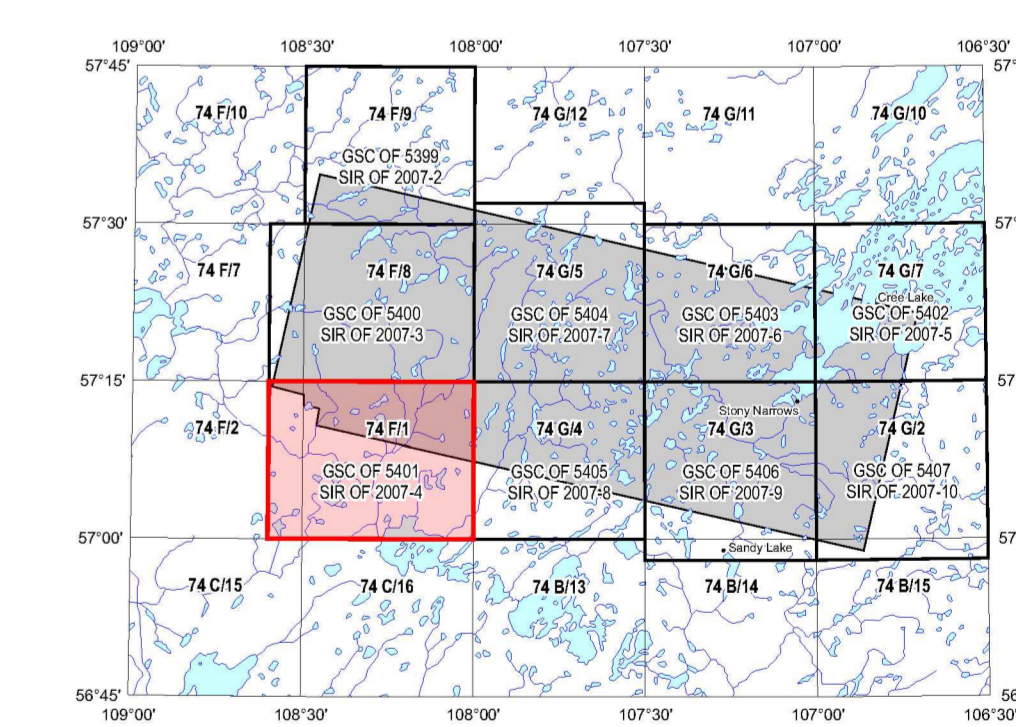 109°00' 108°30' 108°00' 107°30' 107°00' 106°30'
57°45' 57°
74 F/10 74 F/9 74 G/12 74 G/11 74 G/10
GSC OF 5399
SIR OF 2007-2
57°30' 57°
74 F/7 74 F/8 74 G/5 74 G/6 74 G/7
Cree Lake
GSC OF 5400 GSC OF 5404 GSC OF 5403 GSC OF 5402
SIR OF 2007-3 SIR OF 2007-7 SIR OF 2007-6 SIR OF 2007-5
57°15' 57°
Stony Narrows
74 F/2 74 F/1 74 G/4 74 G/3 74 G/2
GSC OF 5401 GSC OF 5405 GSC OF 5406 GSC OF 5407
SIR OF 2007-4 SIR OF 2007-8 SIR OF 2007-9 SIR OF 2007-10
57°00' 57
Sandy Lake
74 C/15 74 C/16 74 B/13 74 B/14 74 B/15
56°45' 56
109°00' 108°30' 108°00' 107°30' 107°00' 106°30'